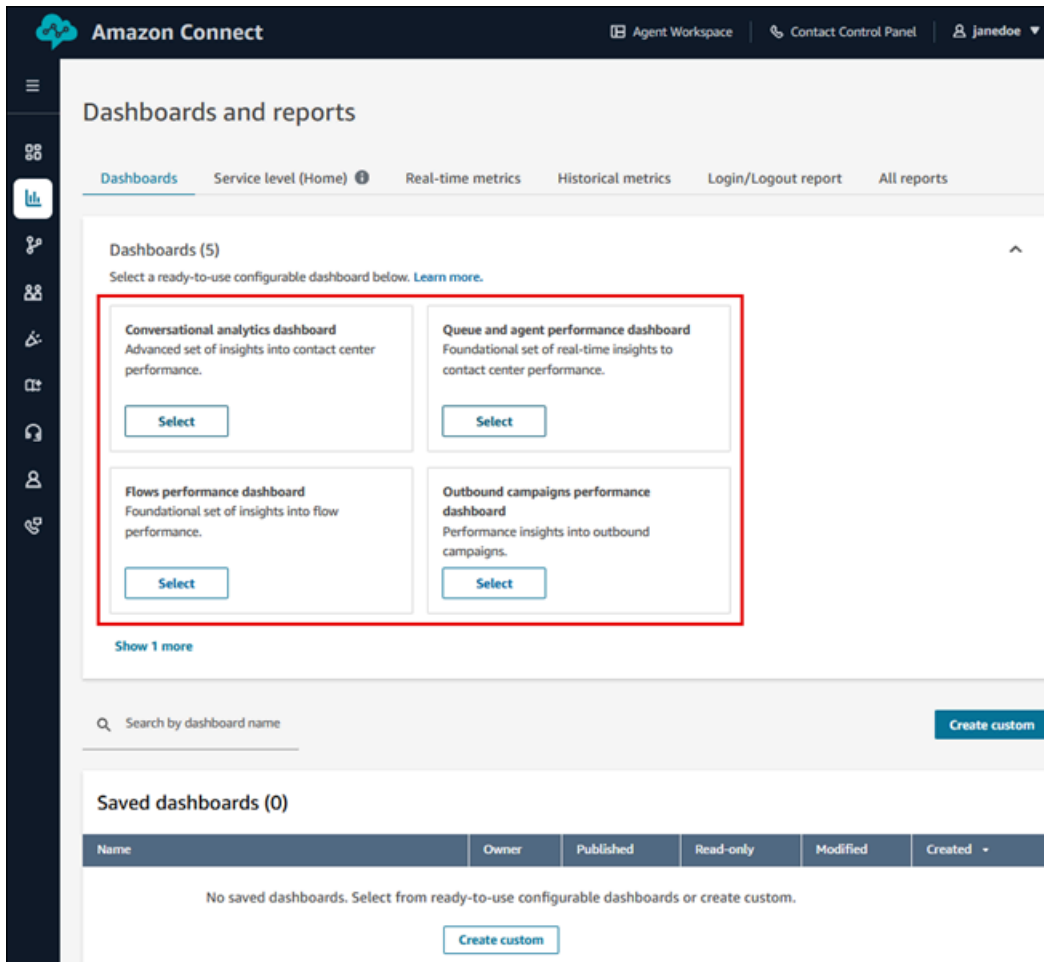 Amazon Connect
Agent Workspace
Contact Control Panel
janedoe
Dashboards and reports
Dashboards
Service level (Home)
Real-time metrics
Historical metrics
Login/Logout report
All reports
Dashboards (5)
Select a ready-to-use configurable dashboard below. Learn more.
Conversational analytics dashboard
Advanced set of insights into contact center
performance.
Select
Queue and agent performance dashboard
Foundational set of real-time insights to
contact center performance.
Select
Flows performance dashboard
Foundational set of insights into flow
performance.
Select
Outbound campaigns performance
dashboard
Performance insights into outbound
campaigns.
Select
Show 1 more
Search by dashboard name
Create custom
Saved dashboards (0)
Name
Owner
Published
Read-only
Modified
Created
No saved dashboards. Select from ready-to-use configurable dashboards or create custom.
Create custom